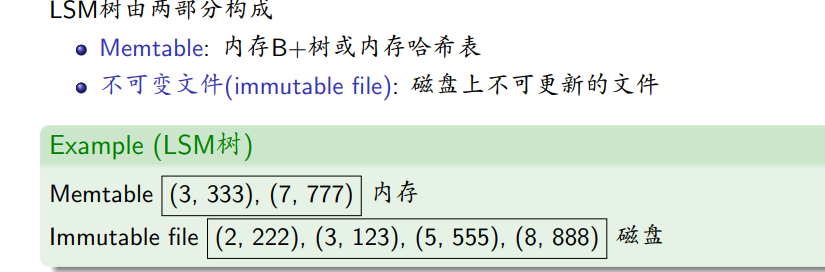 LSM树由两部分构成
Memtable: 内存B+树或内存哈希表
不可变文件(immutable file): 磁盘上不可更新的文件
Example (LSM树)
Memtable (3, 333), (7, 777) 内存
Immutable file (2, 222), (3, 123), (5, 555), (8, 888) 磁盘